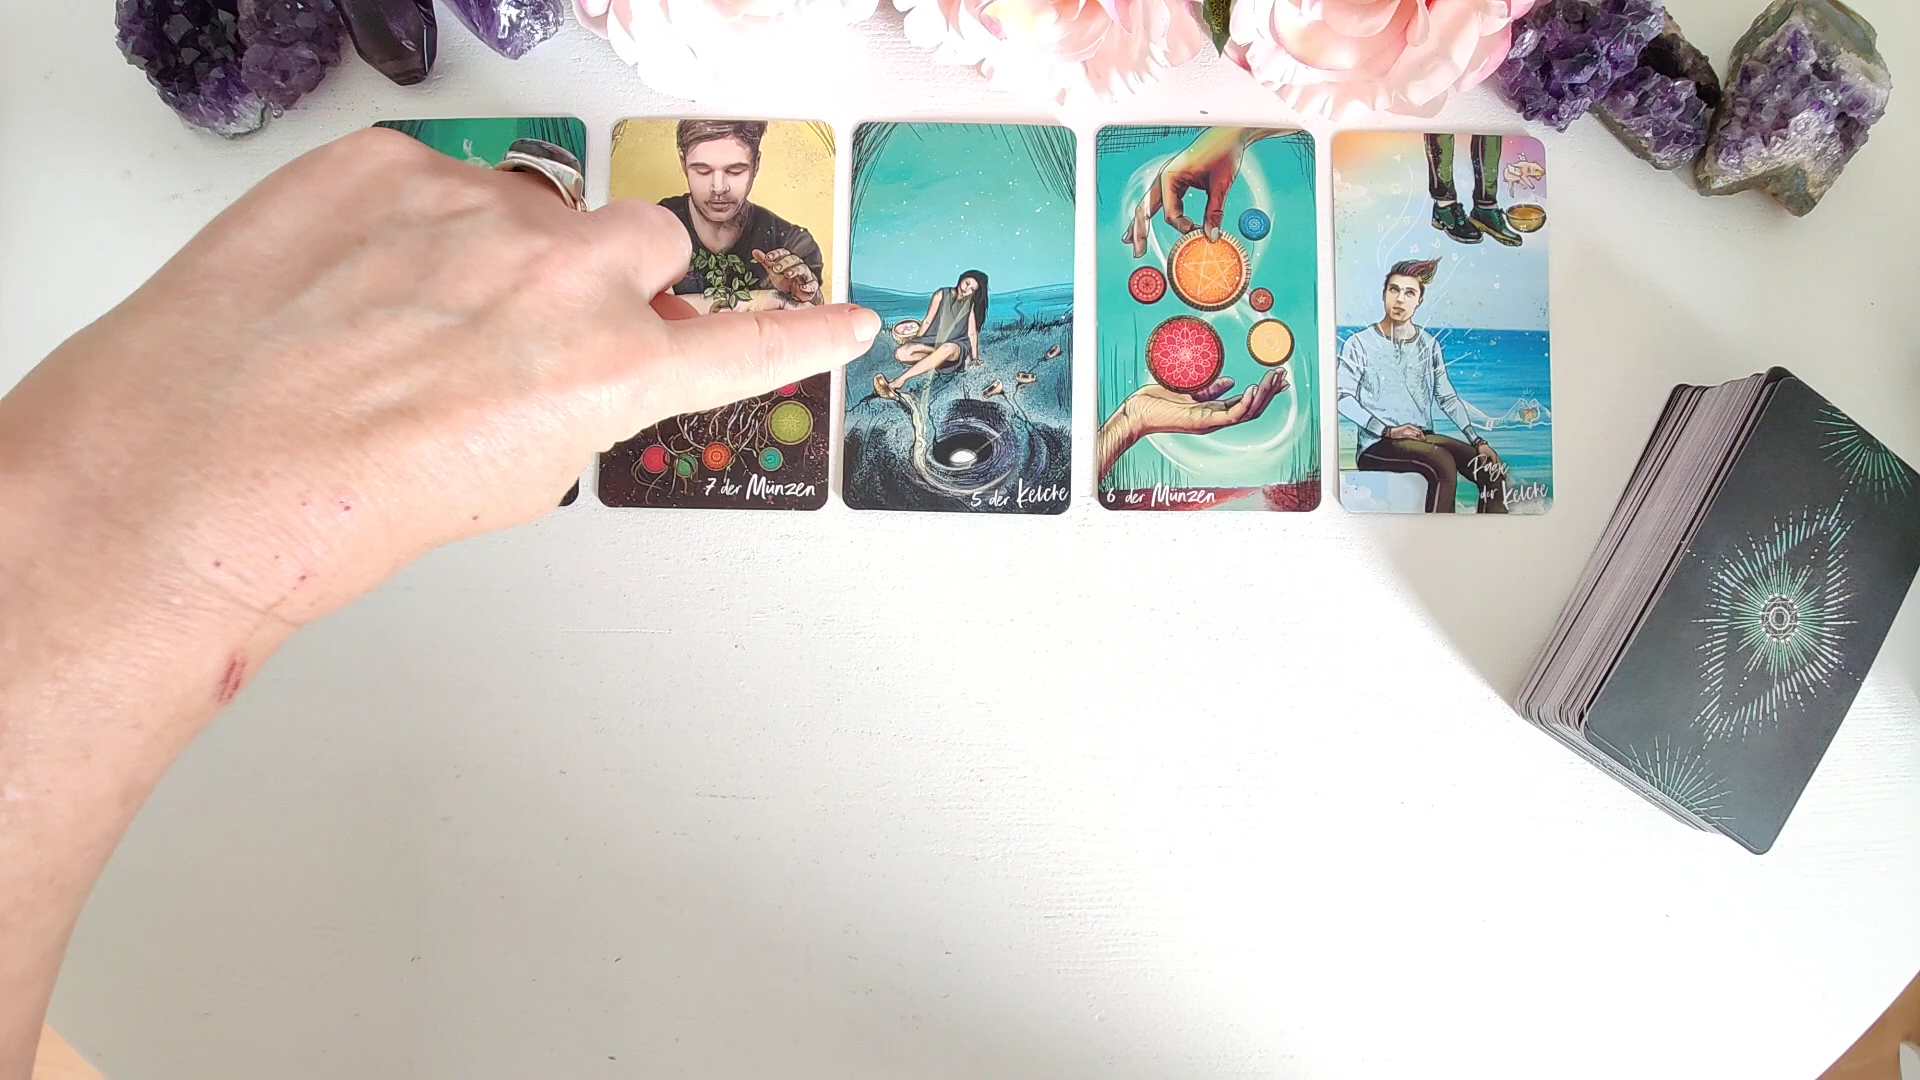 7 der Münzen
5 der Kelche
6 der Münzen
Page
der Kelche